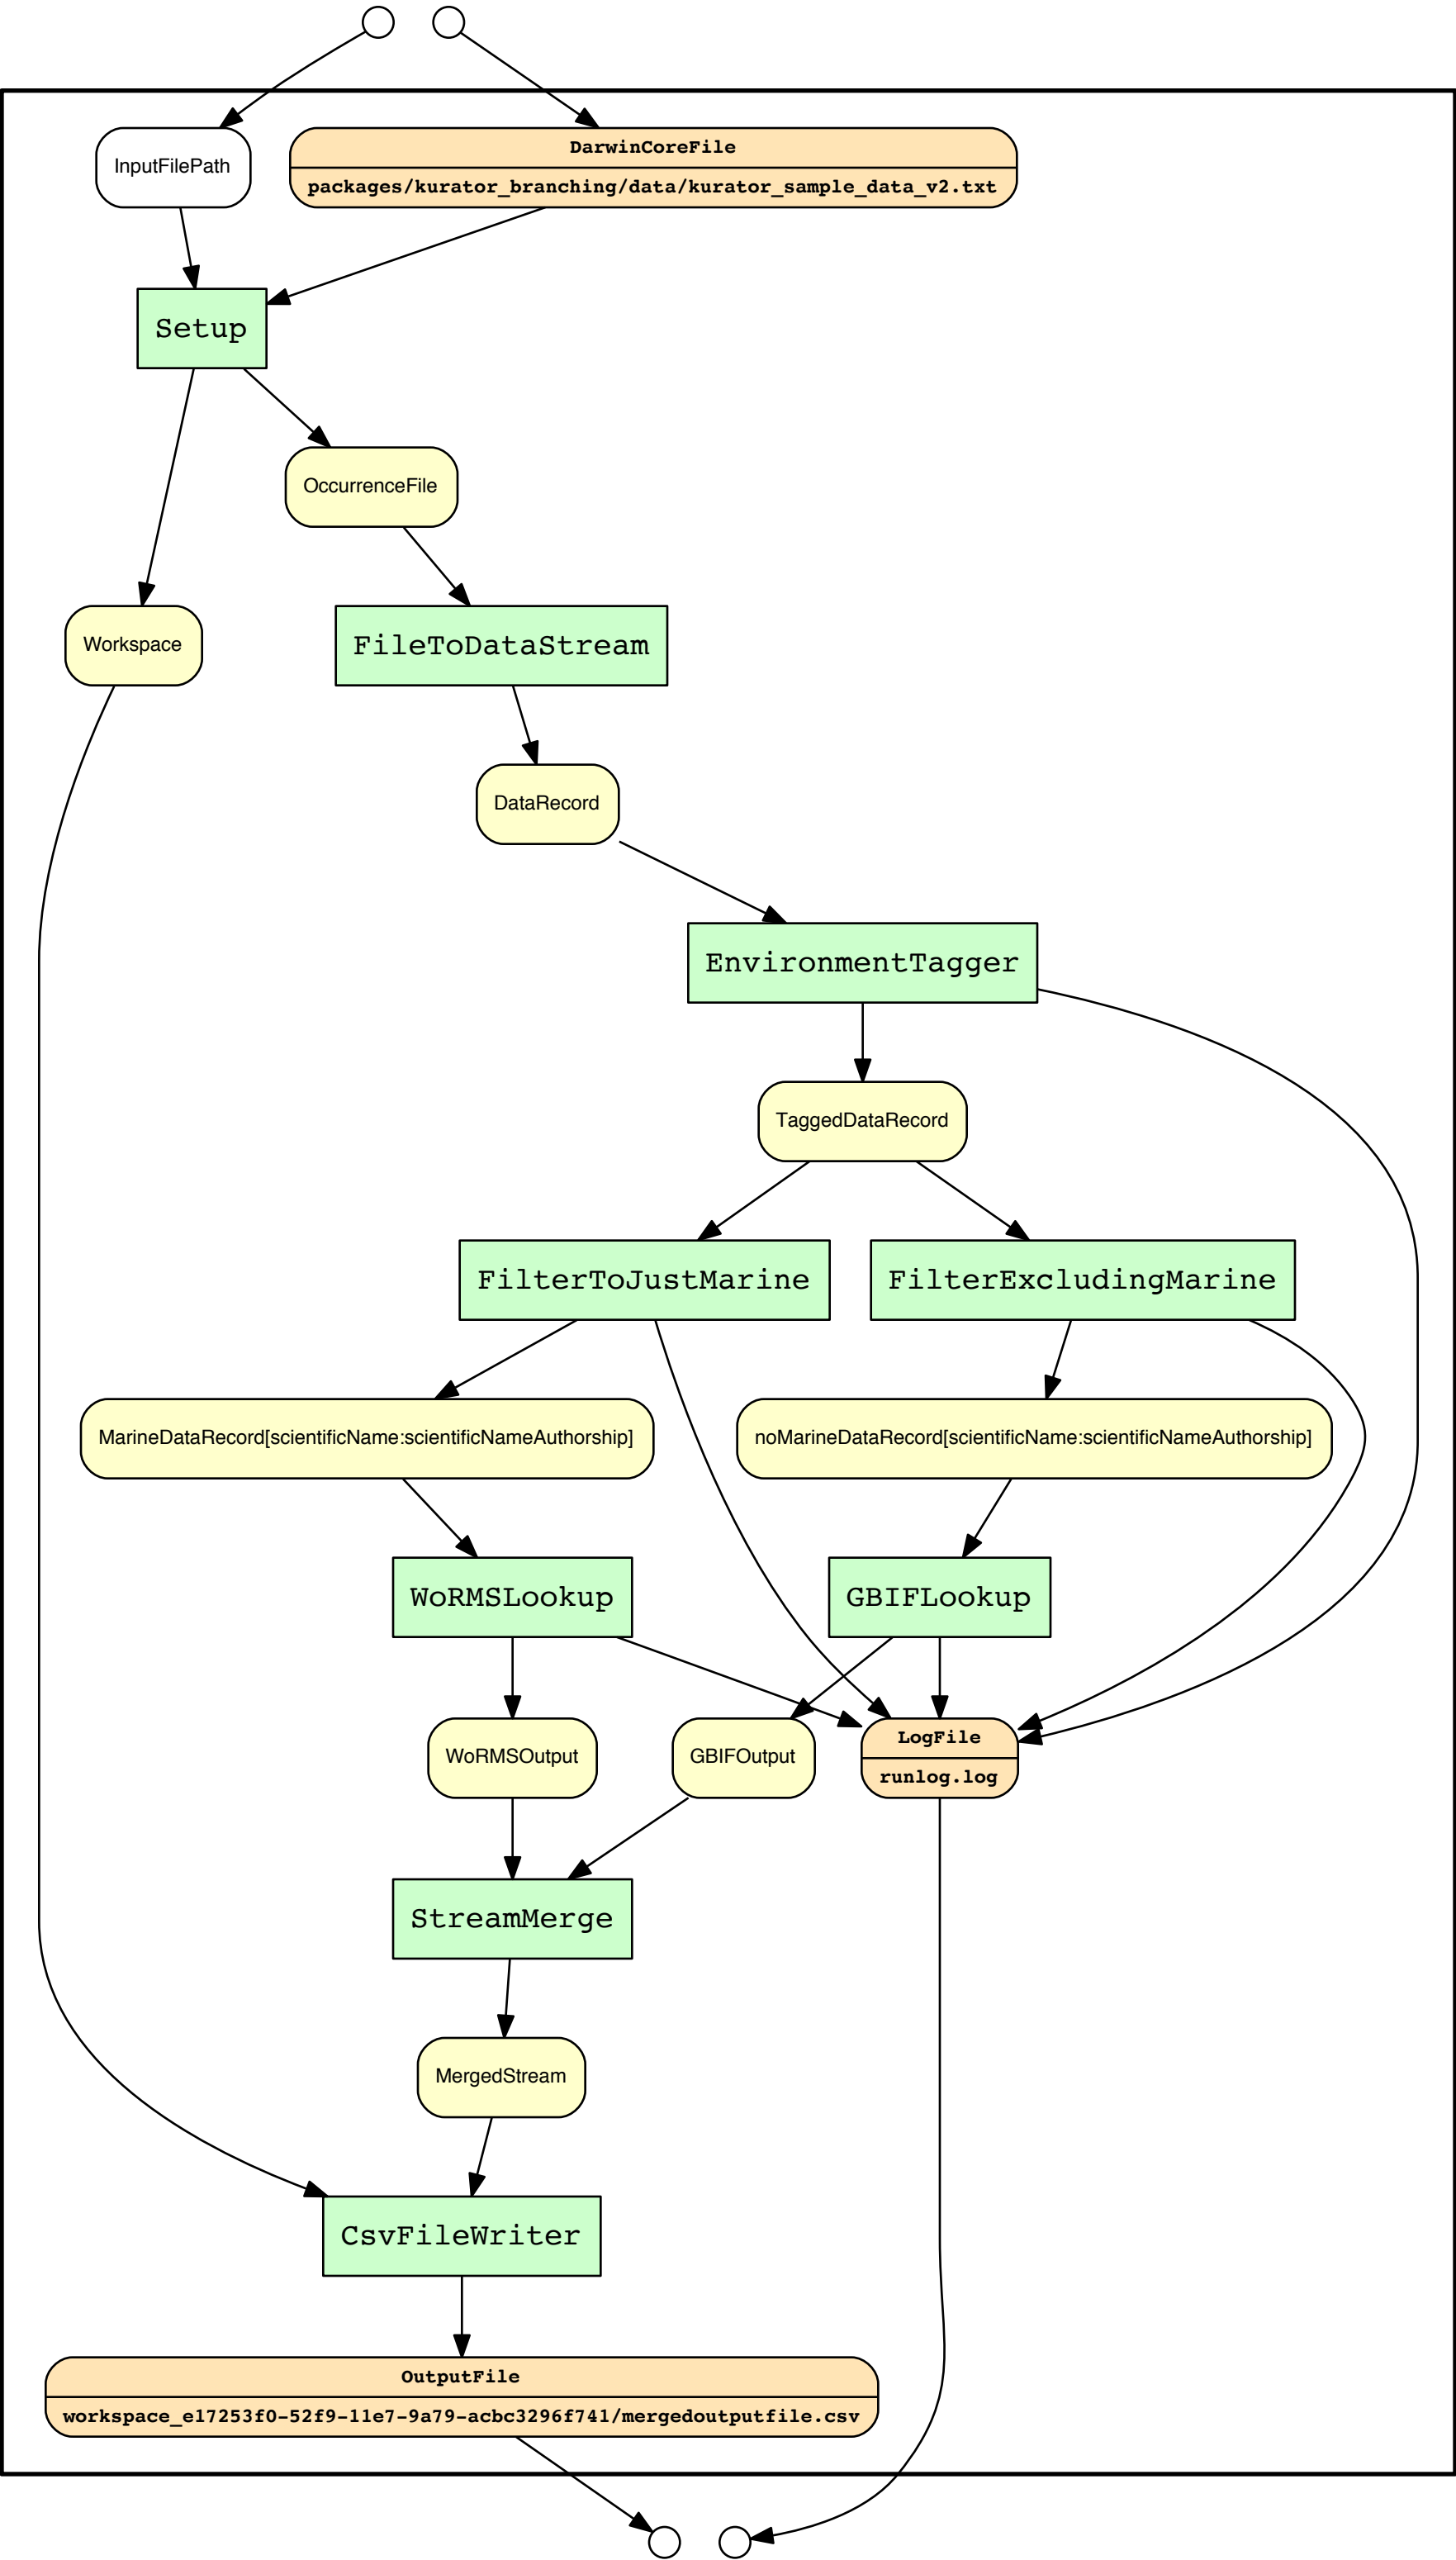 InputFilePath
DarwinCoreFile
packages/kurator_branching/data/kurator_sample_data_v2.txt
Setup
OccurrenceFile
Workspace
FileToDataStream
DataRecord
EnvironmentTagger
TaggedDataRecord
FilterToJustMarine
FilterExcludingMarine
MarineDataRecord[scientificName:scientificNameAuthorship]
noMarineDataRecord[scientificName:scientificNameAuthorship]
WoRMSLookup
GBIFLookup
WoRMSOutput
GBIFOutput
LogFile
runlog.log
StreamMerge
MergedStream
CsvFileWriter
OutputFile
workspace_e17253f0-52f9-11e7-9a79-acbc3296f741/mergedoutputfile.csv